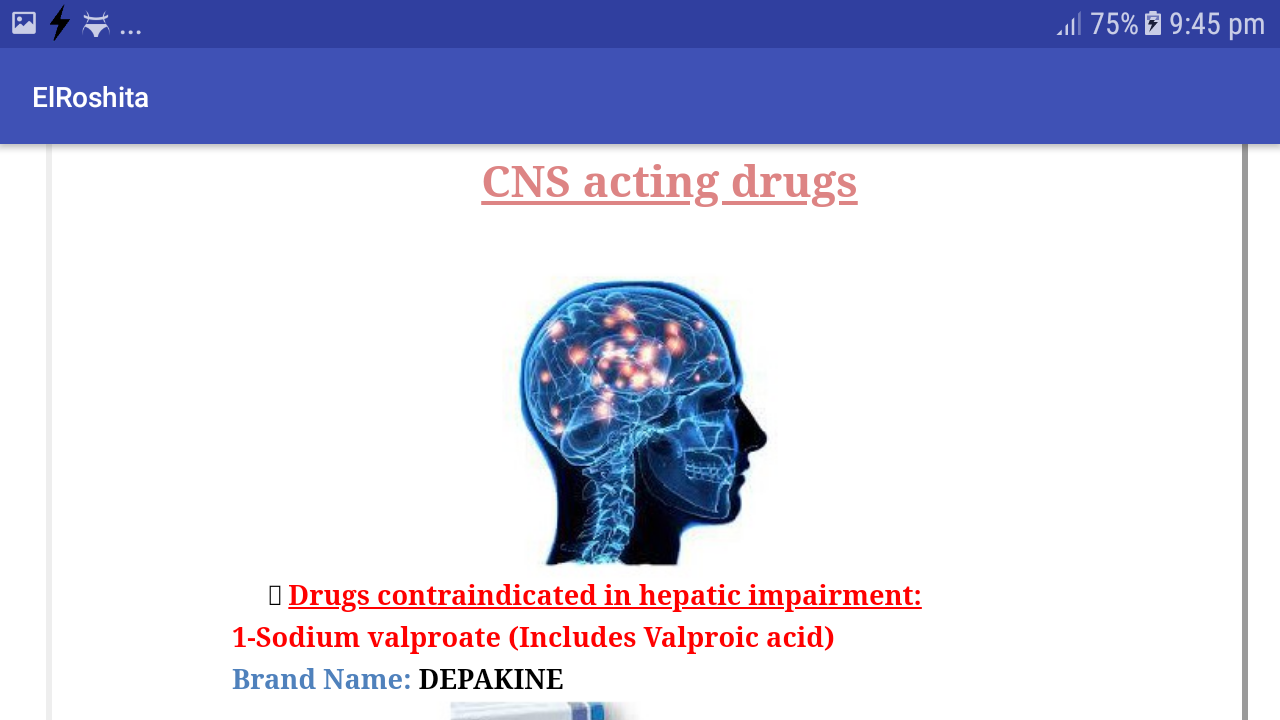 ... 75% 9:45 pm
ElRoshita
CNS acting drugs
Drugs contraindicated in hepatic impairment:
1-Sodium valproate (Includes Valproic acid)
Brand Name: DEPAKINE